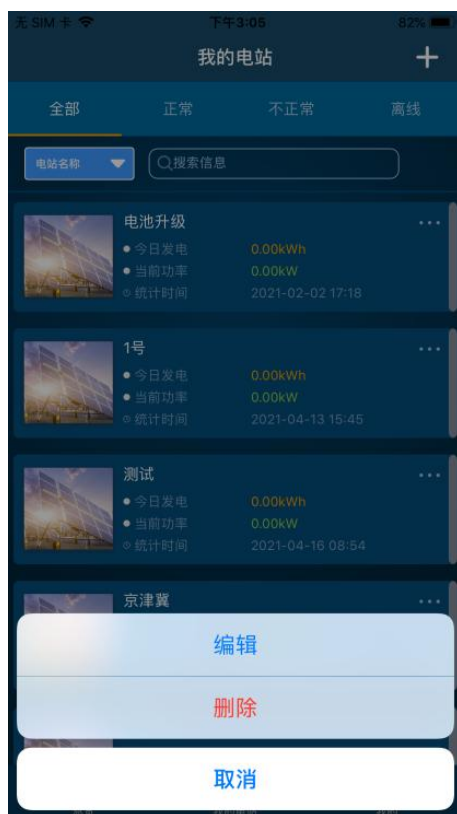 无 SIM 卡 下午3:05 82%
我的电站
全部 正常 不正常 离线
电站名称 搜索信息
电池升级
今日发电 0.00kWh
当前功率 0.00kW
统计时间 2021-02-02 17:18
1号
今日发电 0.00kWh
当前功率 0.00kW
统计时间 2021-04-13 15:45
测试
今日发电 0.00kWh
当前功率 0.00kW
统计时间 2021-04-16 08:54
京津冀
编辑
删除
取消